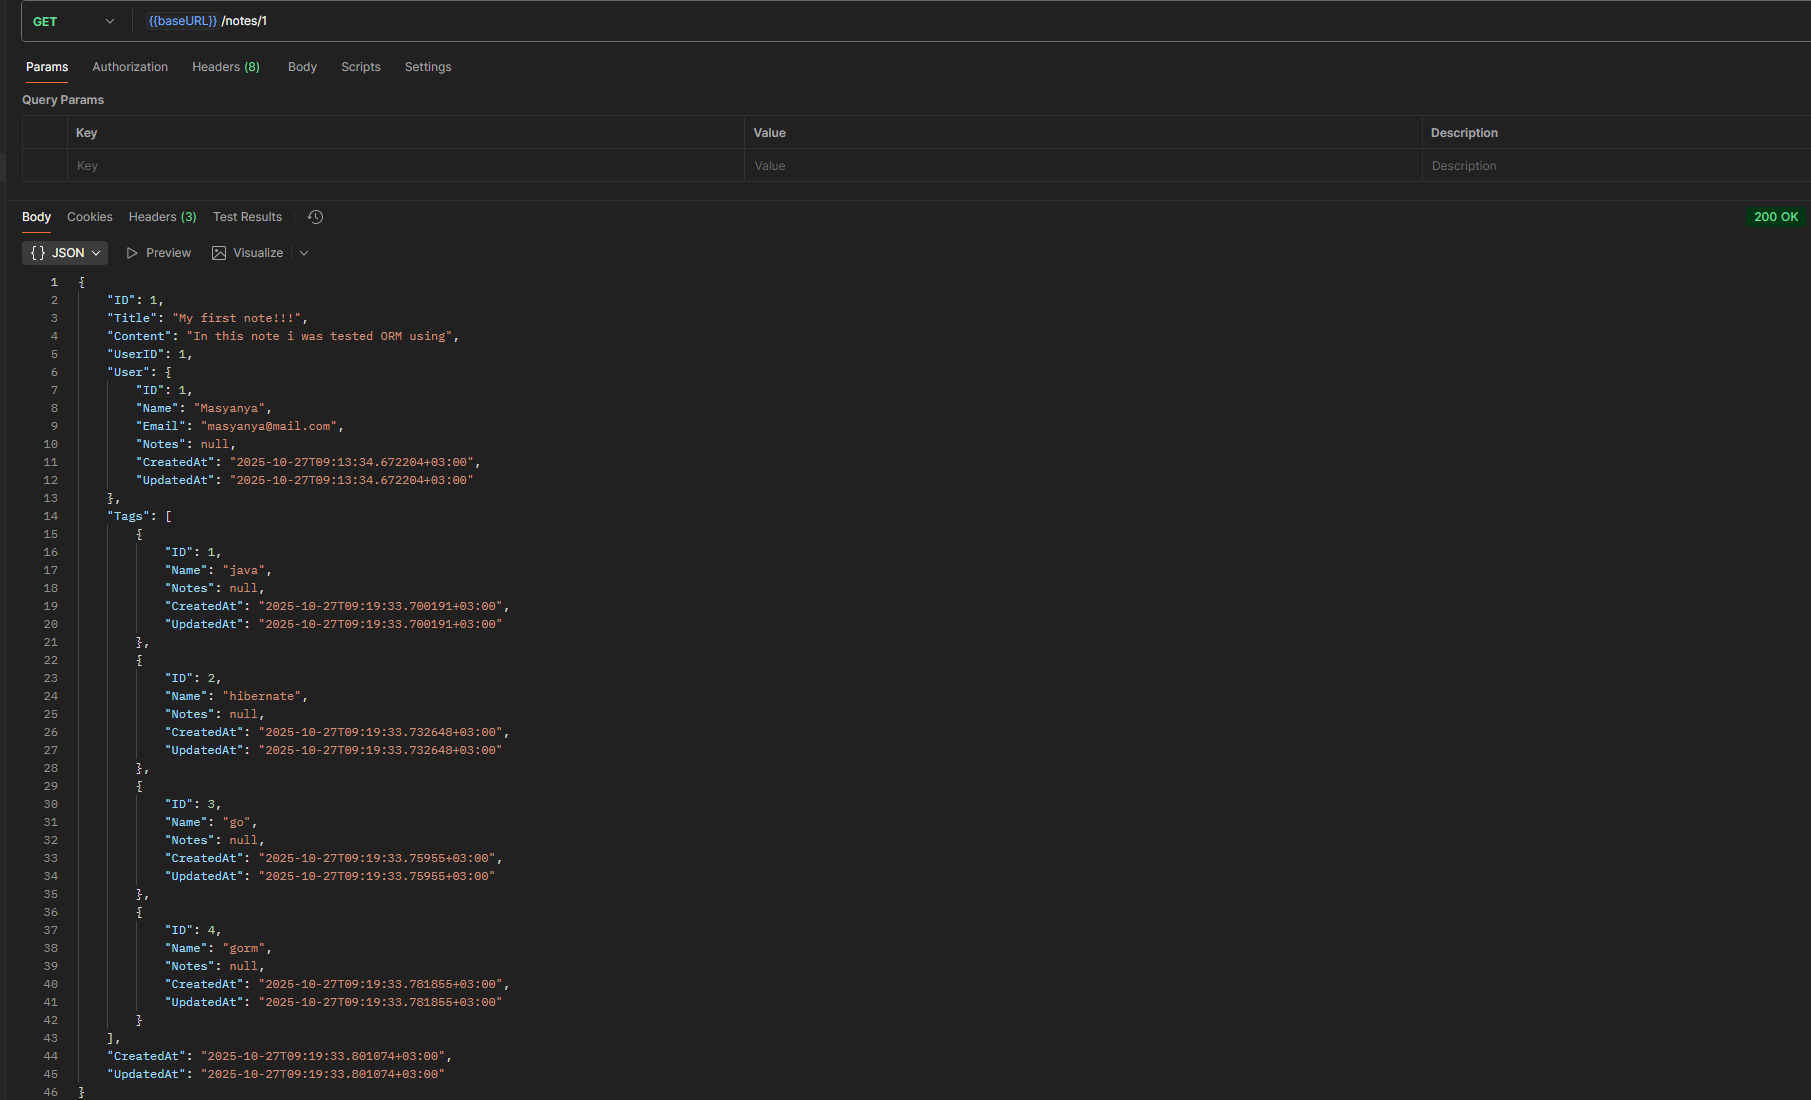 GET {{baseURL}} /notes/1
Params Authorization Headers (8) Body Scripts Settings
Query Params
Key Value Description
Key Value Description
Body Cookies Headers (3) Test Results 200 OK
{} JSON Preview Visualize
1 {
2 "ID": 1,
3 "Title": "My first note!!!",
4 "Content": "In this note i was tested ORM using",
5 "UserID": 1,
6 "User": {
7 "ID": 1,
8 "Name": "Masyanya",
9 "Email": "masyanya@mail.com",
10 "Notes": null,
11 "CreatedAt": "2025-10-27T09:13:34.672204+03:00",
12 "UpdatedAt": "2025-10-27T09:13:34.672204+03:00"
13 },
14 "Tags": [
15 {
16 "ID": 1,
17 "Name": "java",
18 "Notes": null,
19 "CreatedAt": "2025-10-27T09:19:33.700191+03:00",
20 "UpdatedAt": "2025-10-27T09:19:33.700191+03:00"
21 },
22 {
23 "ID": 2,
24 "Name": "hibernate",
25 "Notes": null,
26 "CreatedAt": "2025-10-27T09:19:33.732648+03:00",
27 "UpdatedAt": "2025-10-27T09:19:33.732648+03:00"
28 },
29 {
30 "ID": 3,
31 "Name": "go",
32 "Notes": null,
33 "CreatedAt": "2025-10-27T09:19:33.75955+03:00",
34 "UpdatedAt": "2025-10-27T09:19:33.75955+03:00"
35 },
36 {
37 "ID": 4,
38 "Name": "gorm",
39 "Notes": null,
40 "CreatedAt": "2025-10-27T09:19:33.781855+03:00",
41 "UpdatedAt": "2025-10-27T09:19:33.781855+03:00"
42 }
43 ],
44 "CreatedAt": "2025-10-27T09:19:33.801074+03:00",
45 "UpdatedAt": "2025-10-27T09:19:33.801074+03:00"
46 }